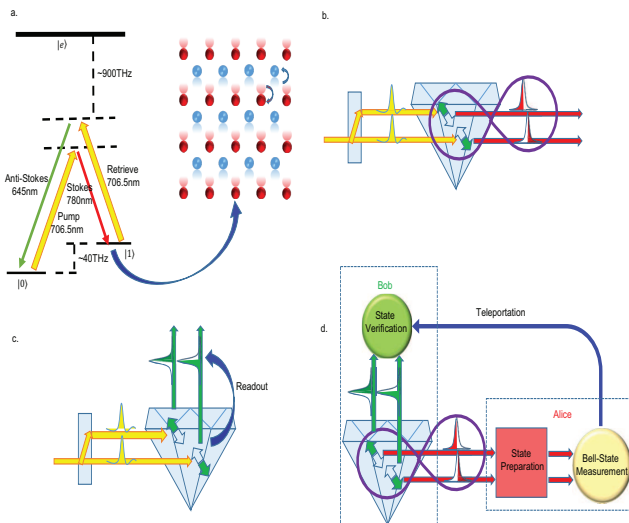 a.
|e⟩
~900THz
Anti-Stokes
645nm
Stokes
780nm
Retrieve
706.5nm
Pump
706.5nm
|1⟩
~40THz
|0⟩
b.
c.
Readout
d.
Bob
State
Verification
Teleportation
Alice
State
Preparation
Bell-State
Measurement